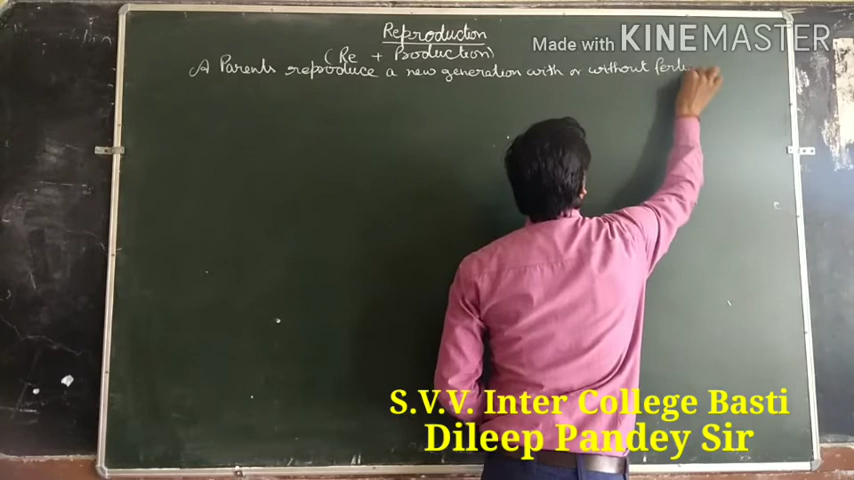 Reproduction
Made with KINEMASTER
(Re + Production)
A Parents reproduce a new generation with or without fert
S.V.V. Inter College Basti
Dileep Pandey Sir